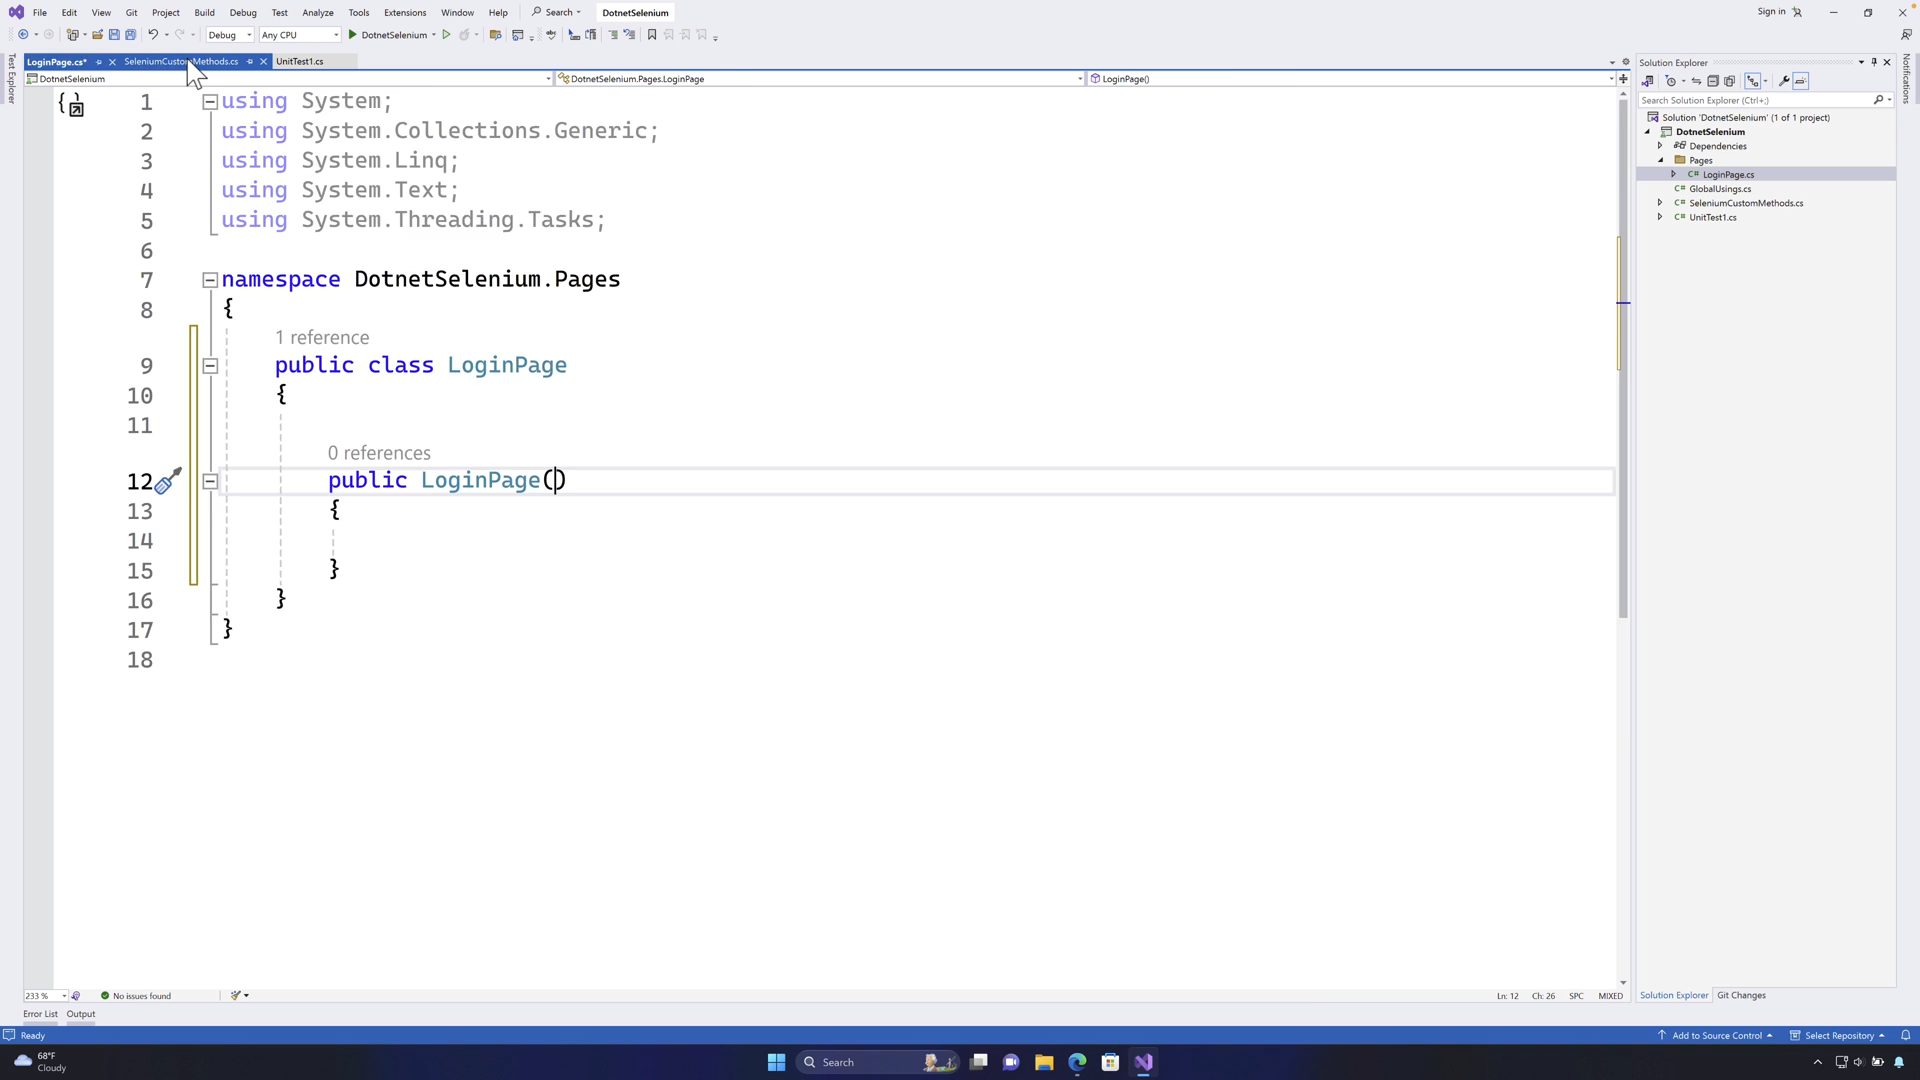 File Edit View Git Project Build Debug Test Analyze Tools Extensions Window Help Search DotnetSelenium Sign in
Debug Any CPU DotnetSelenium
LoginPage.cs* SeleniumCustomMethods.cs UnitTest1.cs
DotnetSelenium DotnetSelenium.Pages.LoginPage LoginPage()
Test Explorer
1 using System;
2 using System.Collections.Generic;
3 using System.Linq;
4 using System.Text;
5 using System.Threading.Tasks;
6
7 namespace DotnetSelenium.Pages
8 {
1 reference
9 public class LoginPage
10 {
11
0 references
12 public LoginPage()
13 {
14
15 }
16 }
17 }
18
Solution Explorer
Search Solution Explorer (Ctrl+;)
Solution 'DotnetSelenium' (1 of 1 project)
DotnetSelenium
Dependencies
Pages
LoginPage.cs
GlobalUsings.cs
SeleniumCustomMethods.cs
UnitTest1.cs
Notifications
233 % No issues found Ln: 12 Ch: 26 SPC MIXED
Solution Explorer Git Changes
Error List Output
Ready Add to Source Control Select Repository
68°F
Cloudy
Search